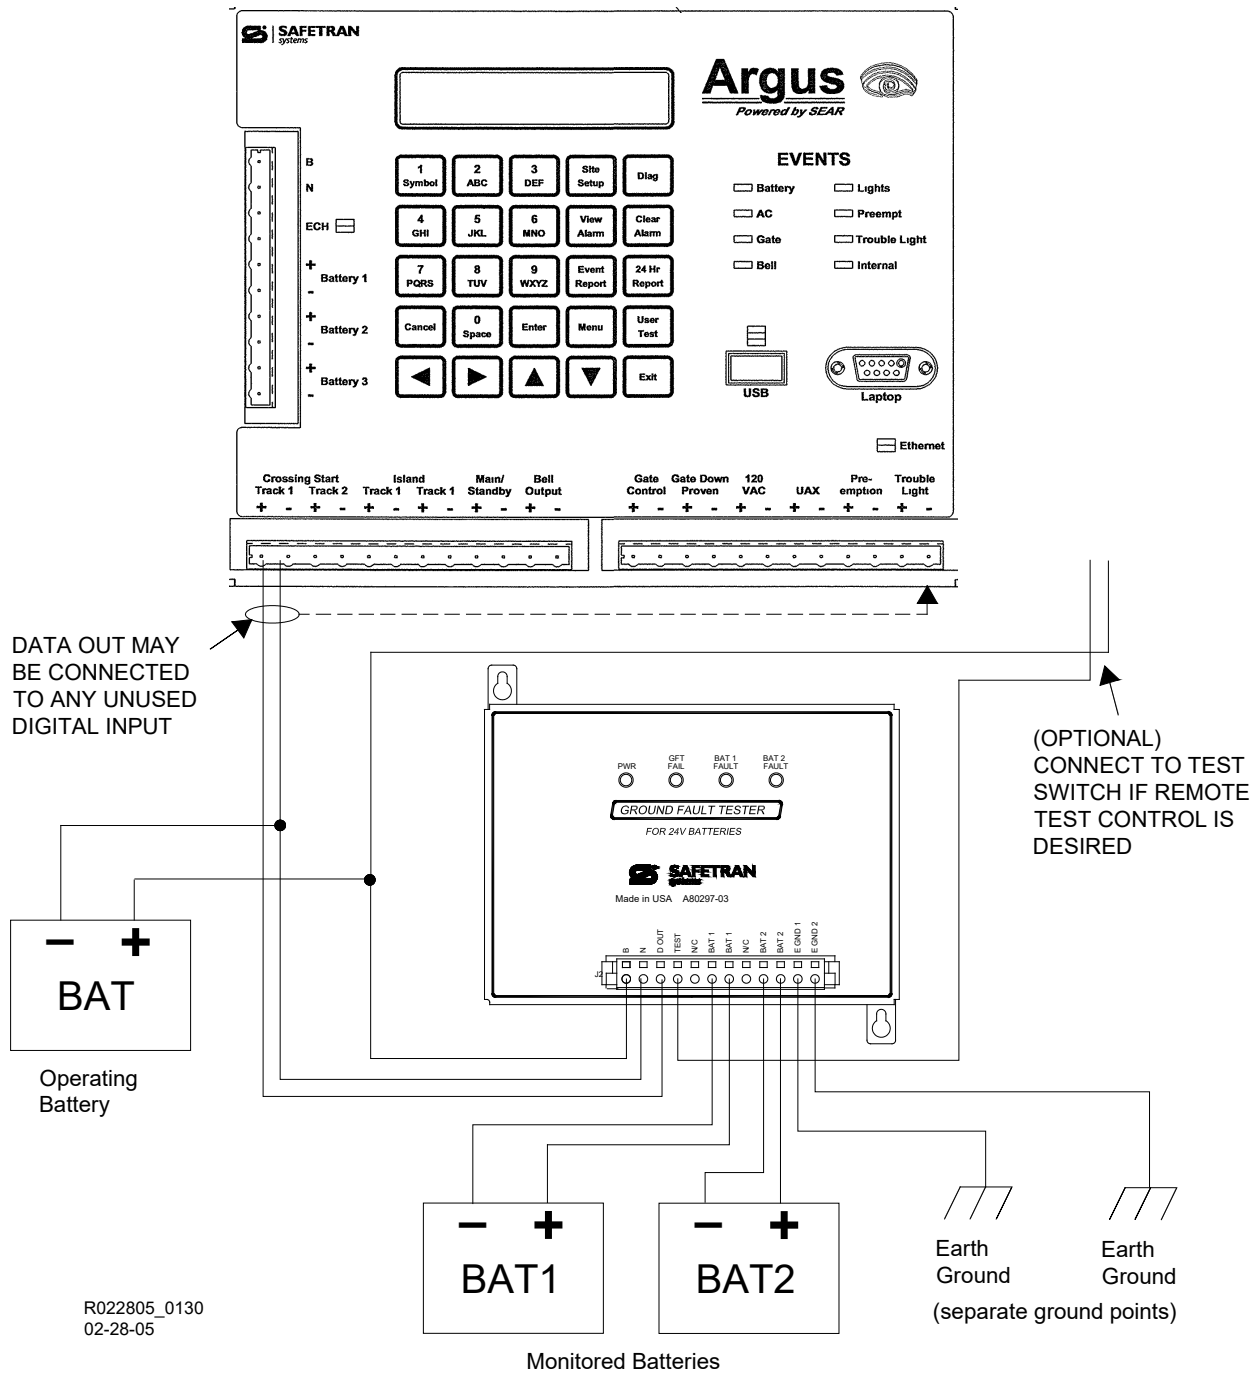 SAFETRAN
systems
Argus
Powered by SEAR
B
N
ECH
+
Battery 1
-
+
Battery 2
-
+
Battery 3
-
1 Symbol
2 ABC
3 DEF
Site Setup
Diag
4 GHI
5 JKL
6 MNO
View Alarm
Clear Alarm
7 PQRS
8 TUV
9 WXYZ
Event Report
24 Hr Report
Cancel
0 Space
Enter
Menu
User Test
Exit
EVENTS
Battery
Lights
AC
Preempt
Gate
Trouble Light
Bell
Internal
USB
Laptop
Ethernet
Crossing Start
Track 1 Track 2
Island
Track 1 Track 1
Main/
Standby
Bell
Output
+ - + - + - + - + - + -
Gate
Control
Gate Down
Proven
120
VAC
UAX
Pre-
emption
Trouble
Light
+ - + - + - + - + - + -
DATA OUT MAY
BE CONNECTED
TO ANY UNUSED
DIGITAL INPUT
(OPTIONAL)
CONNECT TO TEST
SWITCH IF REMOTE
TEST CONTROL IS
DESIRED
PWR
GFT
FAIL
BAT 1
FAULT
BAT 2
FAULT
GROUND FAULT TESTER
FOR 24V BATTERIES
SAFETRAN
systems
Made in USA A80297-03
B
N
D OUT
TEST
N/C
BAT 1
BAT 1
N/C
BAT 2
BAT 2
E GND 1
E GND 2
J2
- +
BAT
Operating
Battery
- +
BAT1
- +
BAT2
Monitored Batteries
Earth
Ground
Earth
Ground
(separate ground points)
R022805_0130
02-28-05